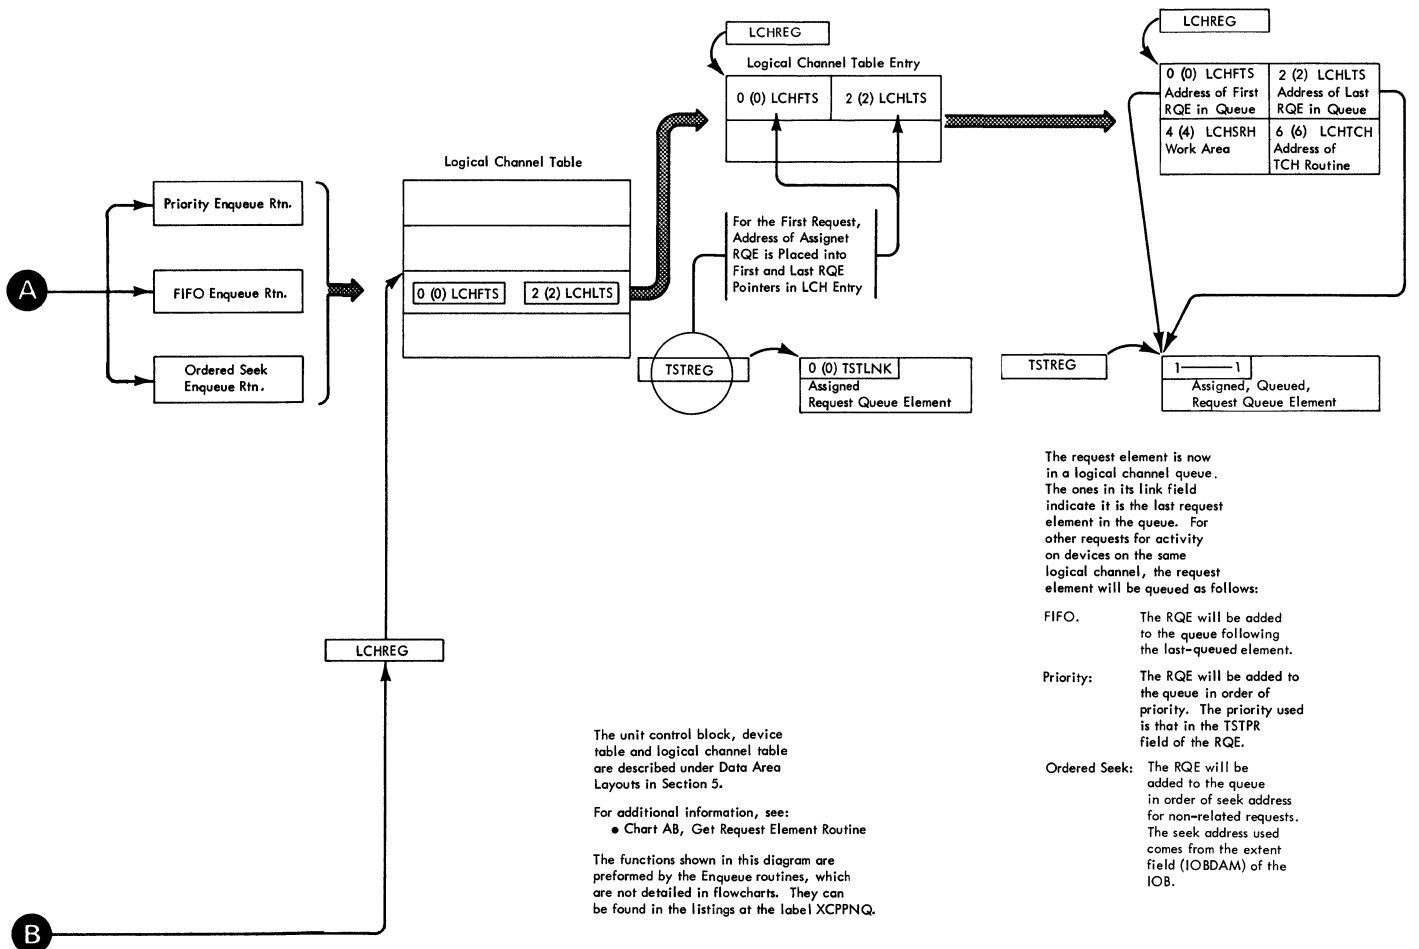 LCHREG
Logical Channel Table Entry
0 (0) LCHFTS
2 (2) LCHLTS
LCHREG
0 (0) LCHFTS
Address of First
RQE in Queue
2 (2) LCHLTS
Address of Last
RQE in Queue
4 (4) LCHSRH
Work Area
6 (6) LCHTCH
Address of
TCH Routine
Logical Channel Table
0 (0) LCHFTS
2 (2) LCHLTS
A
Priority Enqueue Rtn.
FIFO Enqueue Rtn.
Ordered Seek
Enqueue Rtn.
For the First Request,
Address of Assignet
RQE is Placed into
First and Last RQE
Pointers in LCH Entry
TSTREG
0 (0) TSTLNK
Assigned
Request Queue Element
TSTREG
1 1
Assigned, Queued,
Request Queue Element
The request element is now
in a logical channel queue.
The ones in its link field
indicate it is the last request
element in the queue. For
other requests for activity
on devices on the same
logical channel, the request
element will be queued as follows:
FIFO. The RQE will be added
to the queue following
the last-queued element.
Priority: The RQE will be added to
the queue in order of
priority. The priority used
is that in the TSTPR
field of the RQE.
Ordered Seek: The RQE will be
added to the queue
in order of seek address
for non-related requests.
The seek address used
comes from the extent
field (IOBDAM) of the
IOB.
LCHREG
The unit control block, device
table and logical channel table
are described under Data Area
Layouts in Section 5.
For additional information, see:
• Chart AB, Get Request Element Routine
The functions shown in this diagram are
preformed by the Enqueue routines, which
are not detailed in flowcharts. They can
be found in the listings at the label XCPPNQ.
B